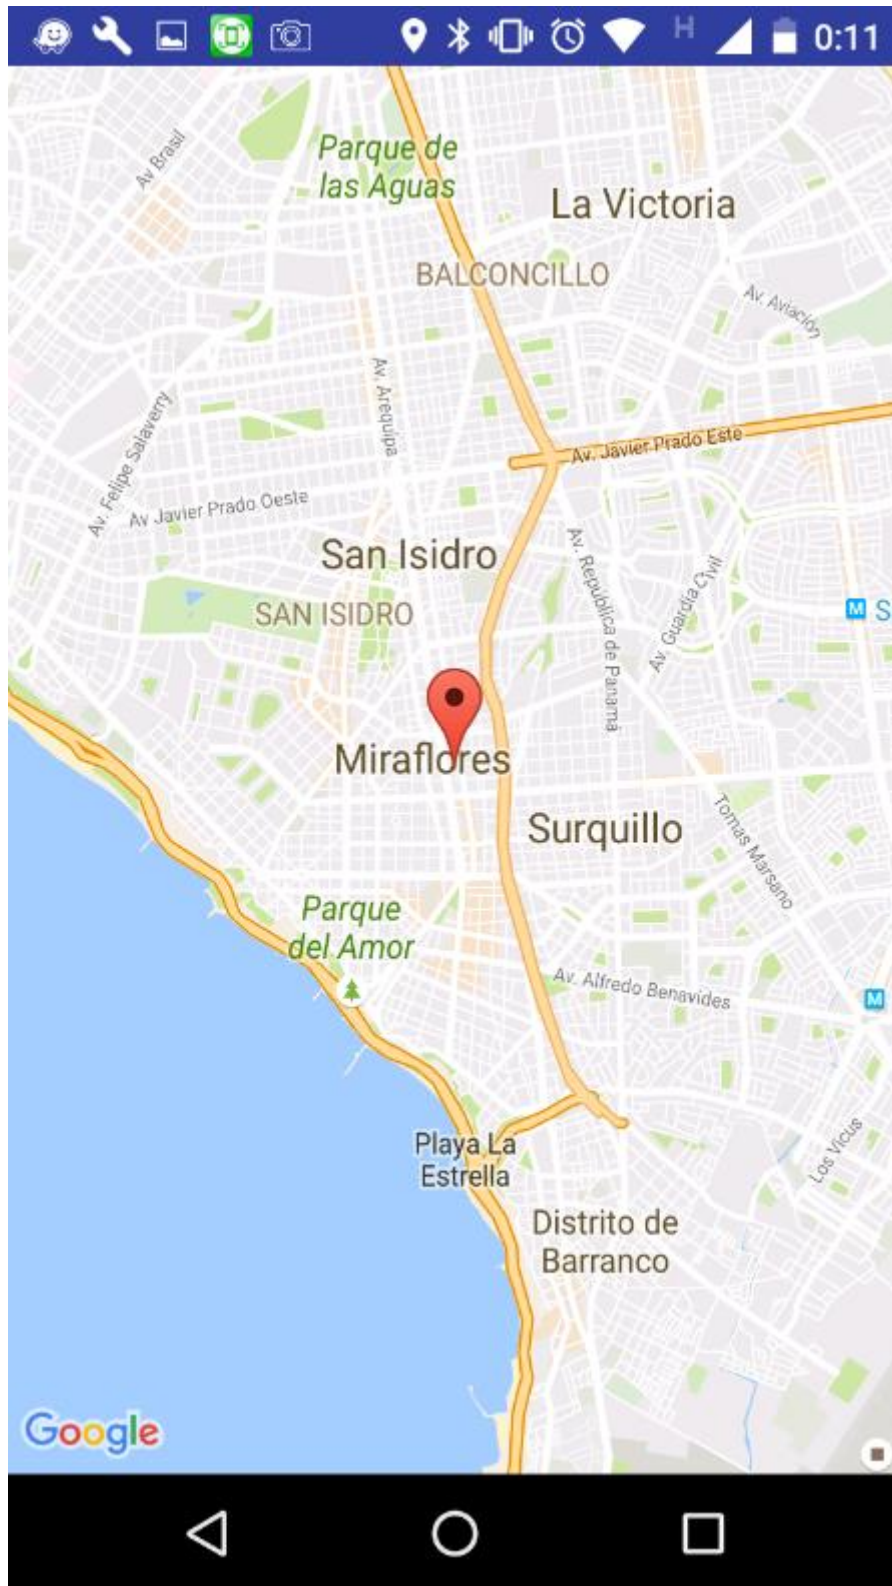 H 0:11
Av Brasil
Parque de
las Aguas
La Victoria
BALCONCILLO
Av. Aviación
Av. Arequipa
Av. Felipe Salaverry
Av. Javier Prado Este
Av Javier Prado Oeste
San Isidro
Av. República de Panamá
Av. Guardia Civil
SAN ISIDRO
M S
Miraflores
Surquillo
Tomas Marsano
Parque
del Amor
Av. Alfredo Benavides
M
Playa La
Estrella
Los Vicus
Distrito de
Barranco
Google